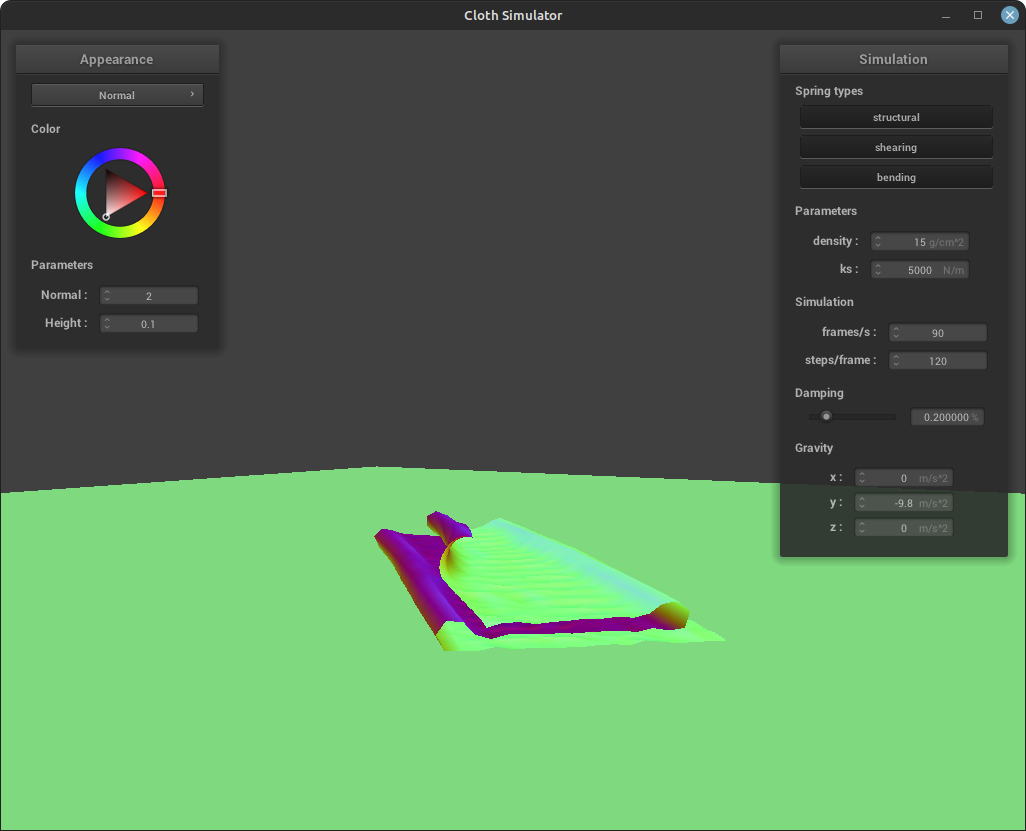 Cloth Simulator
Appearance
Normal
Color
Parameters
Normal : 2
Height : 0.1
Simulation
Spring types
structural
shearing
bending
Parameters
density : 15 g/cm^2
ks : 5000 N/m
Simulation
frames/s : 90
steps/frame : 120
Damping
0.200000 %
Gravity
x : 0 m/s^2
y : -9.8 m/s^2
z : 0 m/s^2